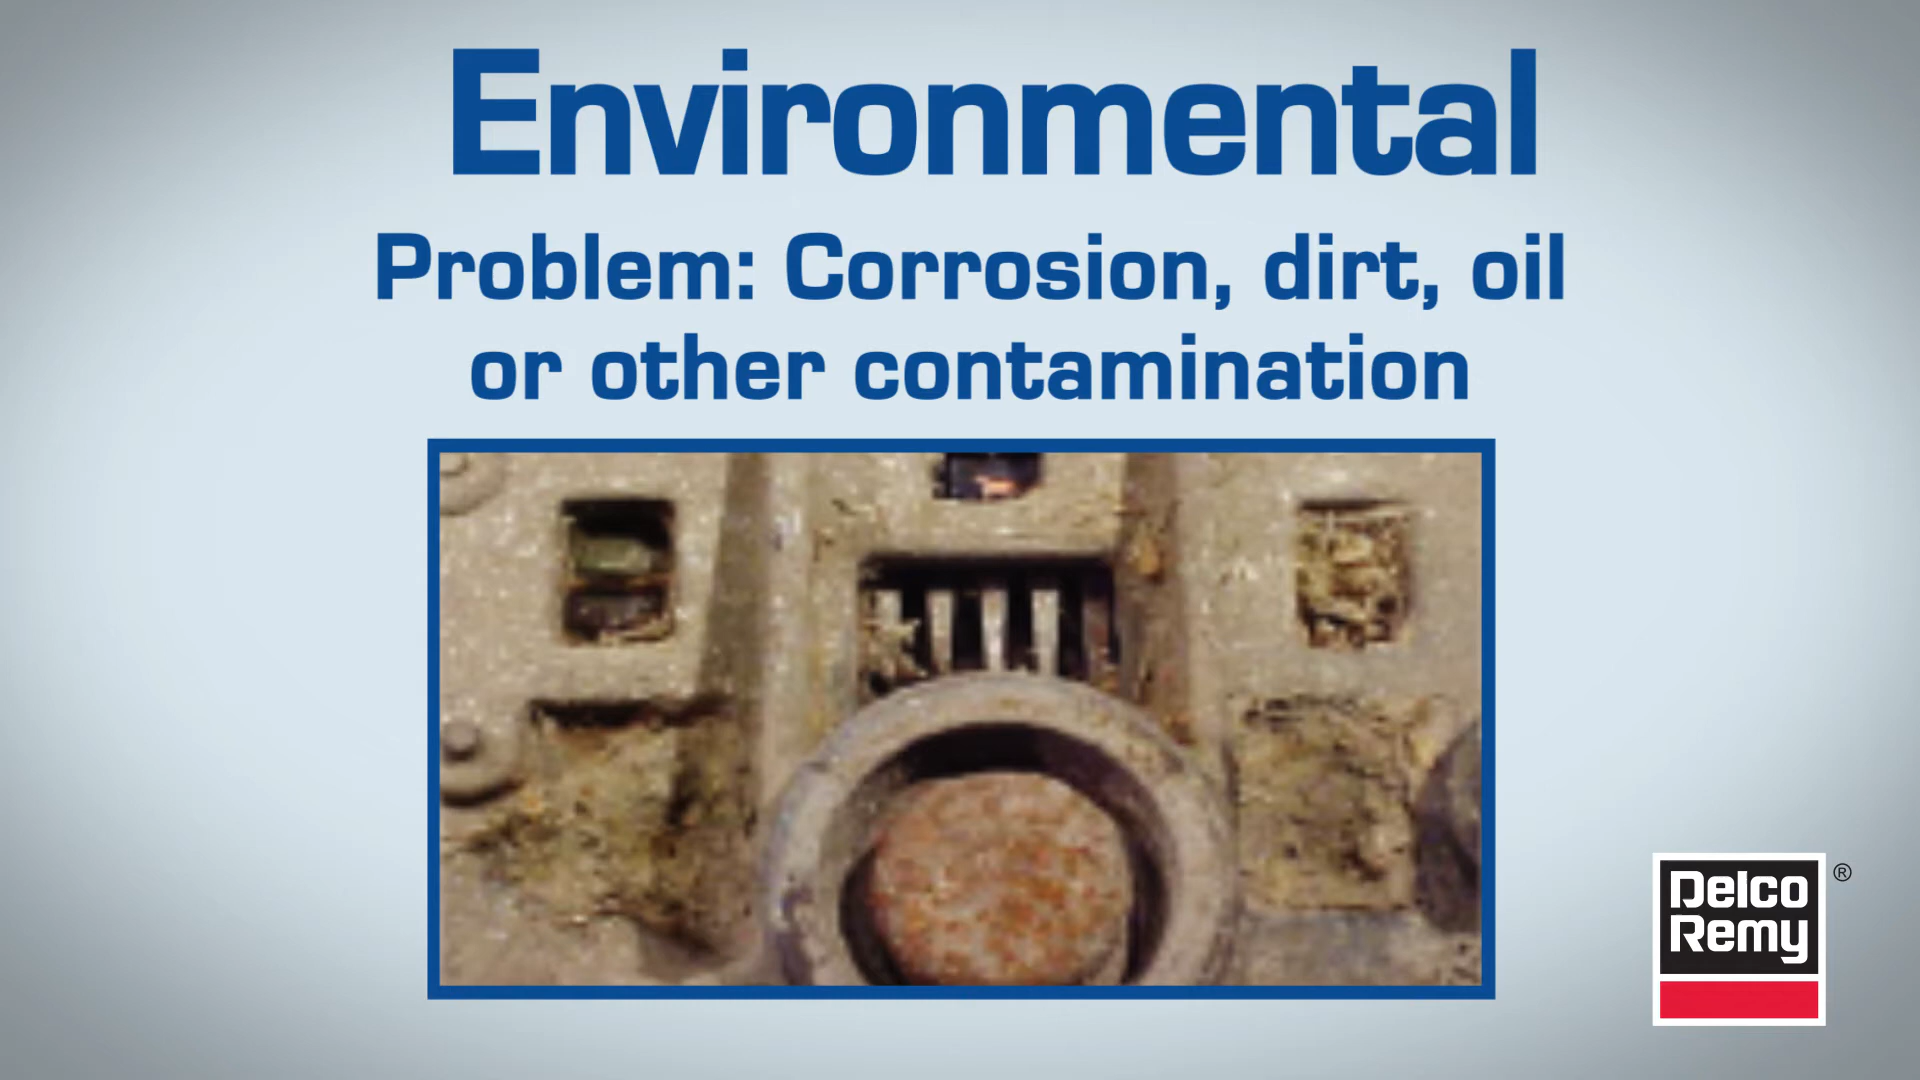 Environmental
Problem: Corrosion, dirt, oil
or other contamination
Delco
Remy
®